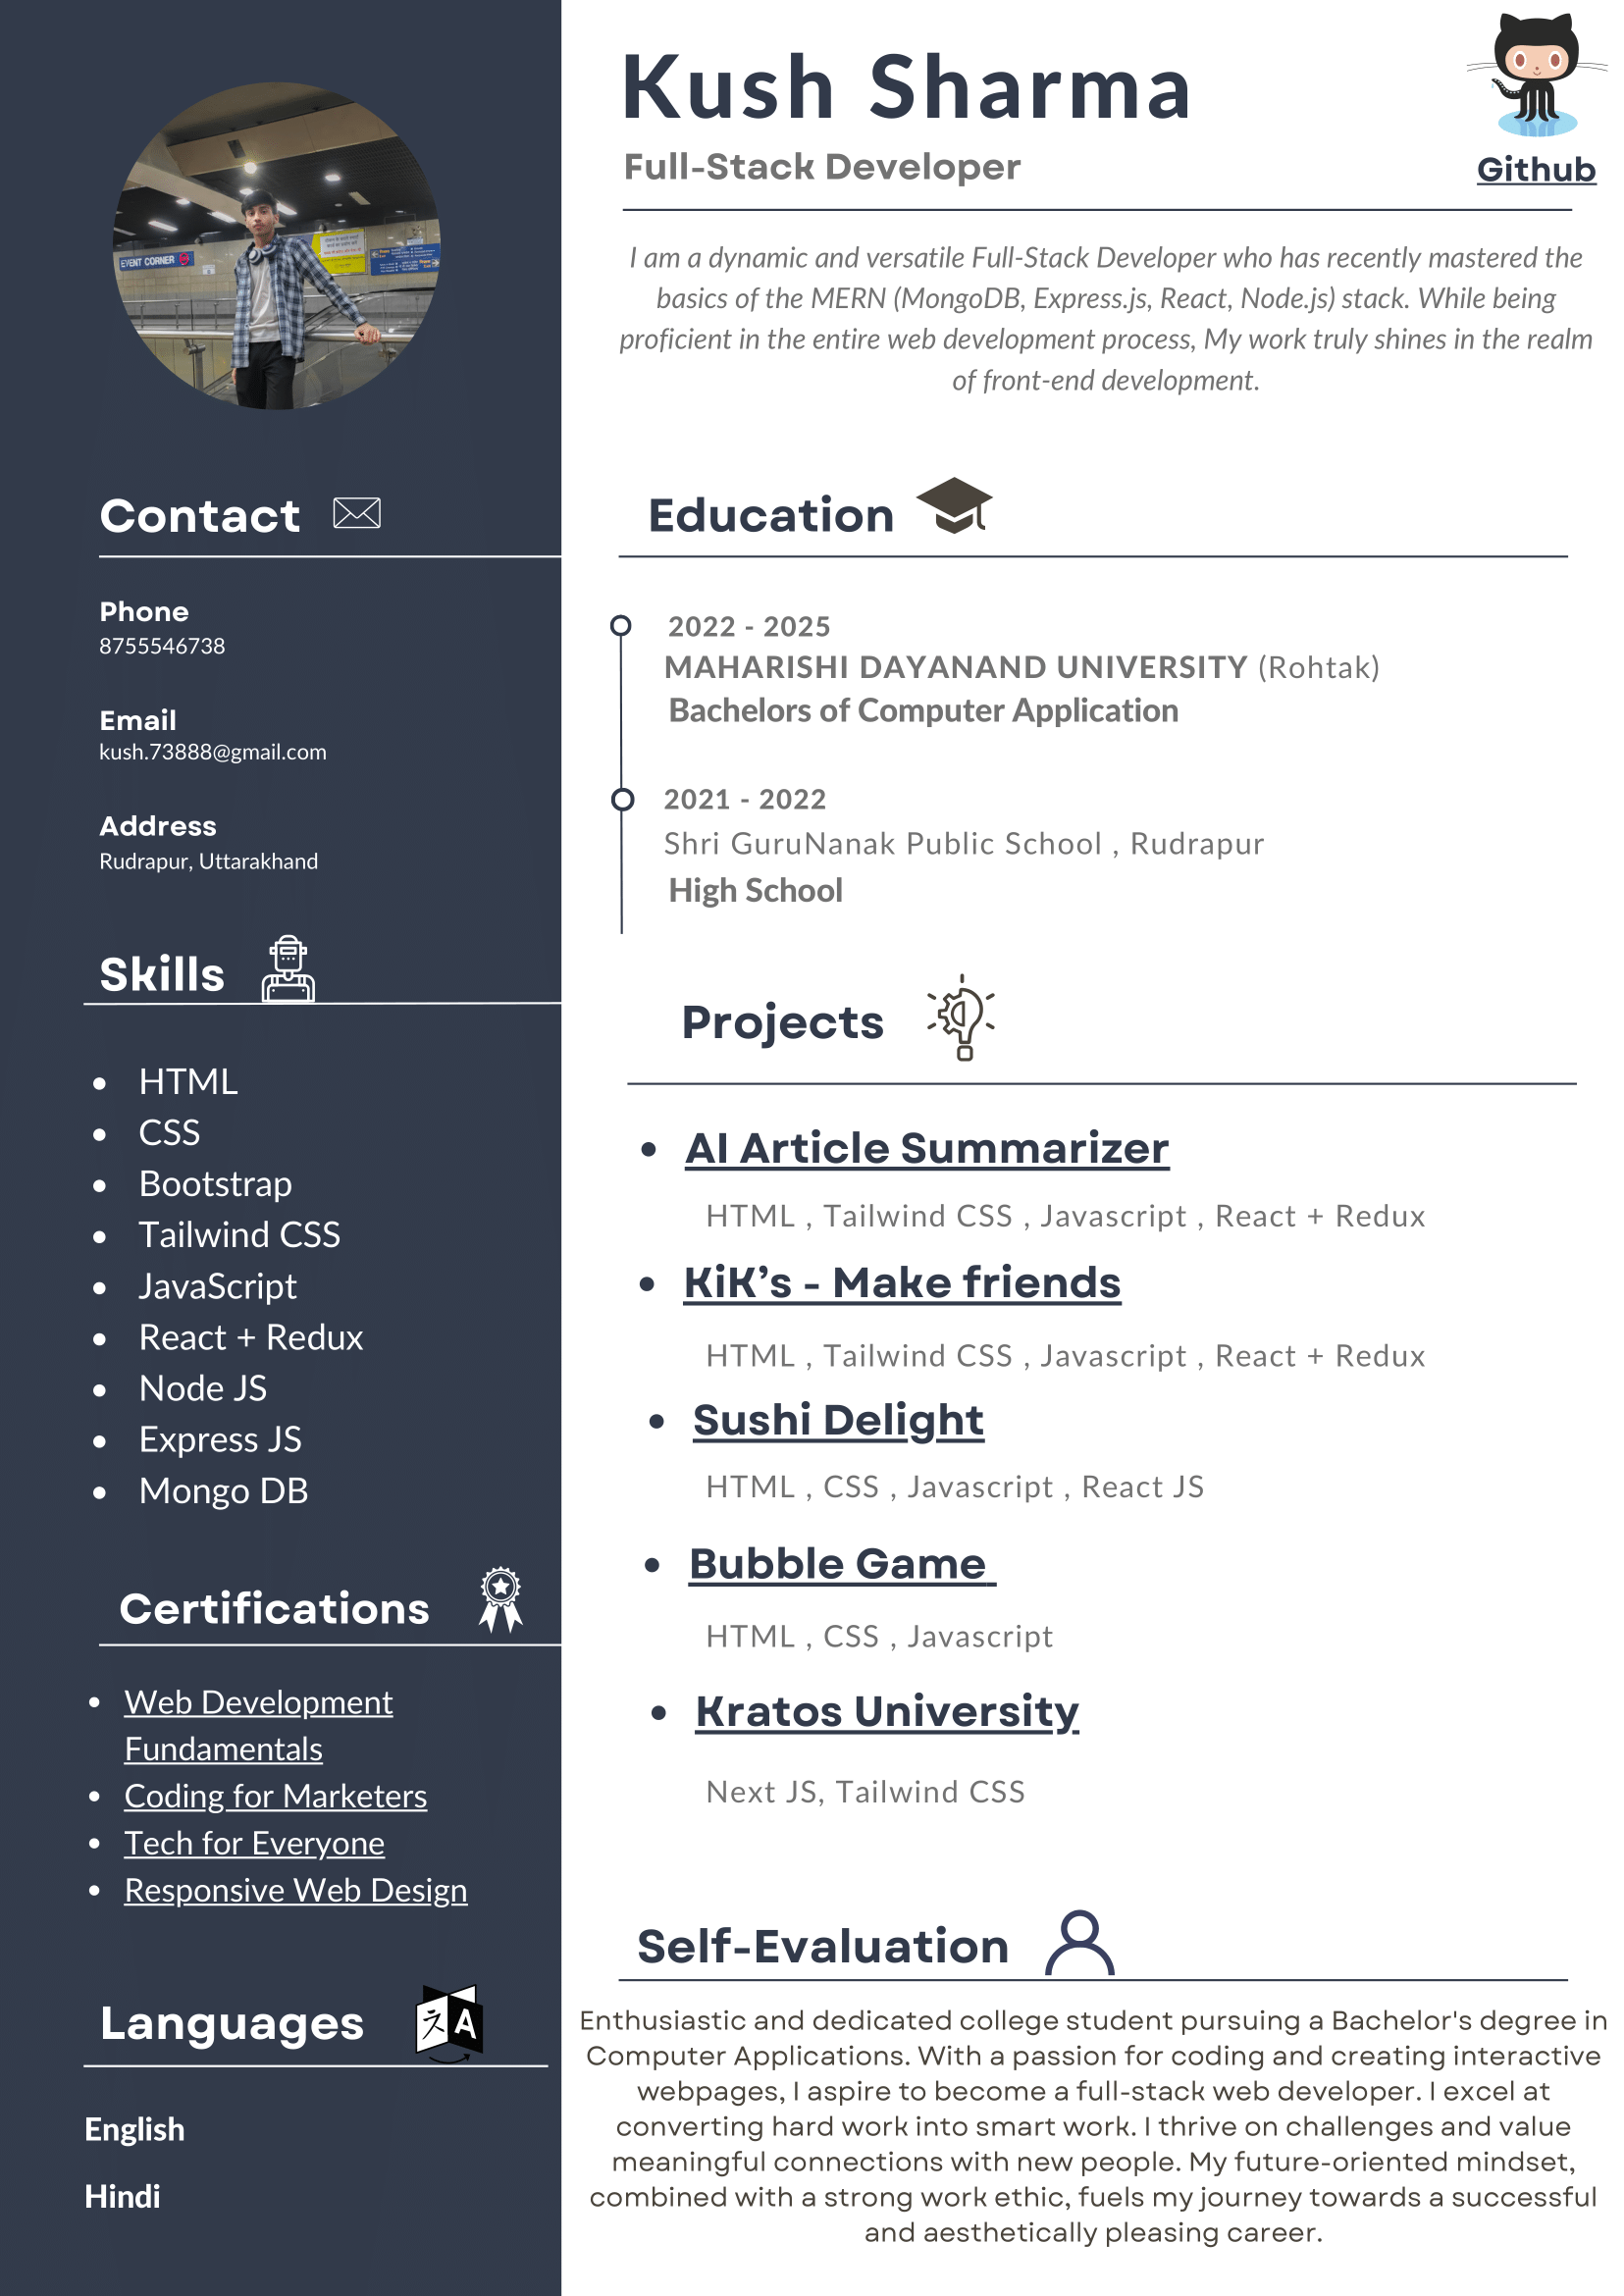 Kush Sharma
Full-Stack Developer
Github
I am a dynamic and versatile Full-Stack Developer who has recently mastered the
basics of the MERN (MongoDB, Express.js, React, Node.js) stack. While being
proficient in the entire web development process, My work truly shines in the realm
of front-end development.
EVENT CORNER
Contact
Phone
8755546738
Email
kush.73888@gmail.com
Address
Rudrapur, Uttarakhand
Skills
• HTML
• CSS
• Bootstrap
• Tailwind CSS
• JavaScript
• React + Redux
• Node JS
• Express JS
• Mongo DB
Certifications
• Web Development
Fundamentals
• Coding for Marketers
• Tech for Everyone
• Responsive Web Design
Languages
A
English
Hindi
Education
2022 - 2025
MAHARISHI DAYANAND UNIVERSITY (Rohtak)
Bachelors of Computer Application
2021 - 2022
Shri GuruNanak Public School , Rudrapur
High School
Projects
• AI Article Summarizer
HTML , Tailwind CSS , Javascript , React + Redux
• KiK’s - Make friends
HTML , Tailwind CSS , Javascript , React + Redux
• Sushi Delight
HTML , CSS , Javascript , React JS
• Bubble Game
HTML , CSS , Javascript
• Kratos University
Next JS, Tailwind CSS
Self-Evaluation
Enthusiastic and dedicated college student pursuing a Bachelor's degree in
Computer Applications. With a passion for coding and creating interactive
webpages, I aspire to become a full-stack web developer. I excel at
converting hard work into smart work. I thrive on challenges and value
meaningful connections with new people. My future-oriented mindset,
combined with a strong work ethic, fuels my journey towards a successful
and aesthetically pleasing career.